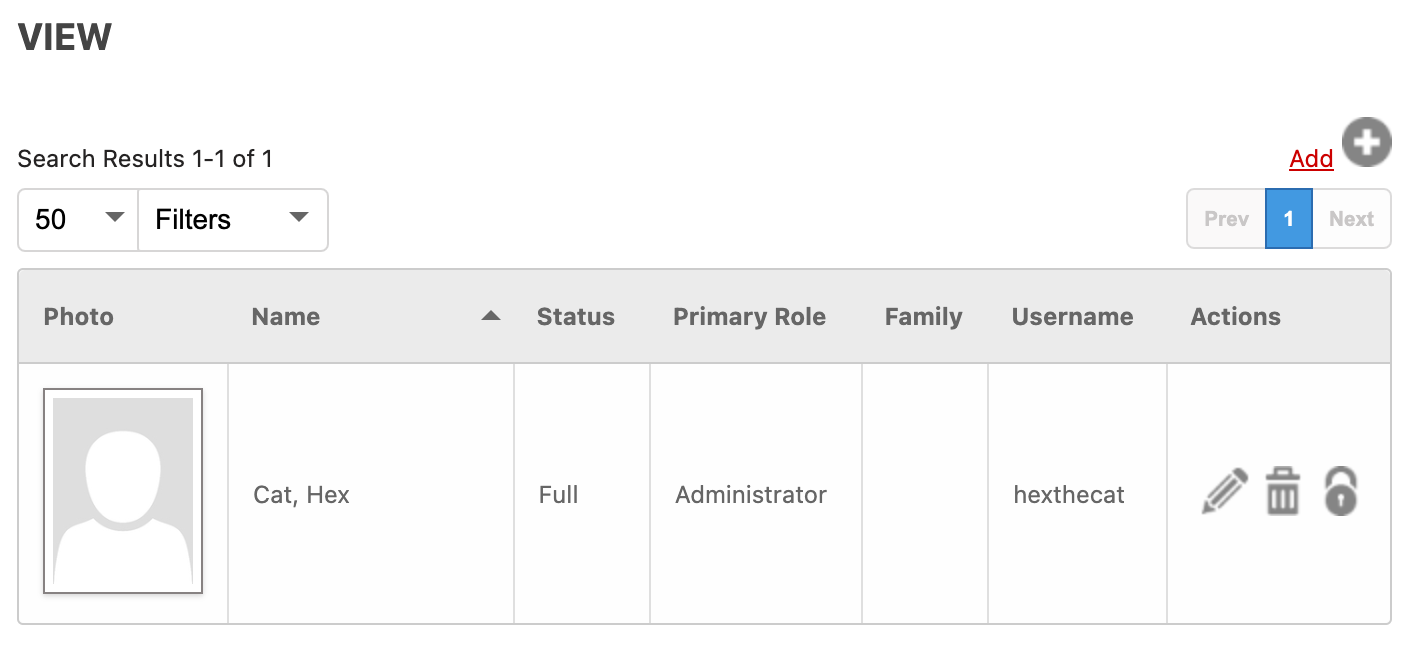 VIEW
Search Results 1-1 of 1
Add
50 Filters
Prev 1 Next
Photo Name Status Primary Role Family Username Actions
Cat, Hex Full Administrator hexthecat